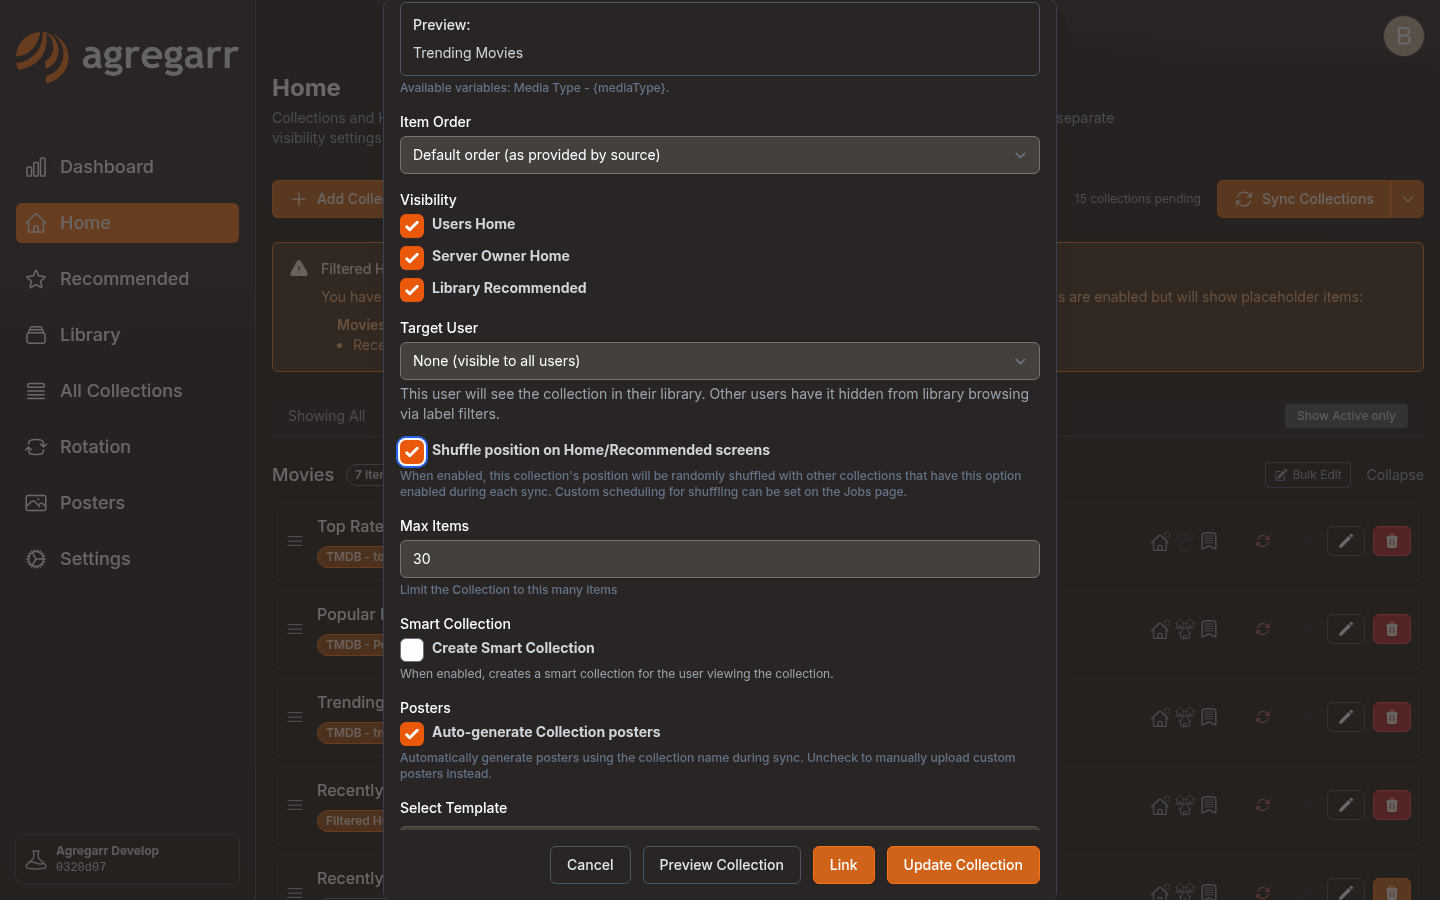 agregarr
Dashboard
Home
Recommended
Library
All Collections
Rotation
Posters
Settings
Agregarr Develop
0320d07
B
Home
Collections and H
separate
visibility settings
Add Colle
15 collections pending
Sync Collections
Filtered H
You have
s are enabled but will show placeholder items:
Movies
Rece
Showing All
Show Active only
Movies
7 iter
Bulk Edit
Collapse
Top Rate
TMDB - to
Popular
TMDB - Po
Trending
TMDB - tr
Recently
Filtered H
Recently
Preview:
Trending Movies
Available variables: Media Type - {mediaType}.
Item Order
Default order (as provided by source)
Visibility
Users Home
Server Owner Home
Library Recommended
Target User
None (visible to all users)
This user will see the collection in their library. Other users have it hidden from library browsing
via label filters.
Shuffle position on Home/Recommended screens
When enabled, this collection's position will be randomly shuffled with other collections that have this option
enabled during each sync. Custom scheduling for shuffling can be set on the Jobs page.
Max Items
30
Limit the Collection to this many items
Smart Collection
Create Smart Collection
When enabled, creates a smart collection for the user viewing the collection.
Posters
Auto-generate Collection posters
Automatically generate posters using the collection name during sync. Uncheck to manually upload custom
posters instead.
Select Template
Cancel
Preview Collection
Link
Update Collection